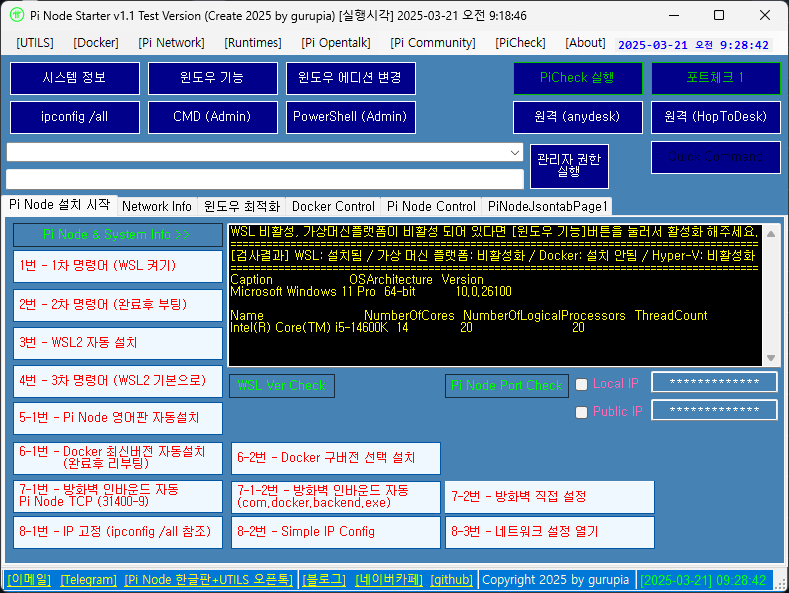 Pi Node Starter v1.1 Test Version (Create 2025 by gurupia) [실행시각] 2025-03-21 오전 9:18:46
[UTILS] [Docker] [Pi Network] [Runtimes] [Pi Opentalk] [Pi Community] [PiCheck] [About] 2025-03-21 오전 9:28:42
시스템 정보 윈도우 기능 윈도우 에디션 변경 PiCheck 실행 포트체크 1
ipconfig /all CMD (Admin) PowerShell (Admin) 원격 (anydesk) 원격 (HopToDesk)
관리자 권한
실행
Quick Command
Pi Node 설치 시작 Network Info 윈도우 최적화 Docker Control Pi Node Control PiNodeJsontabPage1
Pi Node & System Info >>
1번 - 1차 명령어 (WSL 켜기)
2번 - 2차 명령어 (완료후 부팅)
3번 - WSL2 자동 설치
4번 - 3차 명령어 (WSL2 기본으로)
5-1번 - Pi Node 영어판 자동설치
WSL 비활성, 가상머신플랫폼이 비활성 되어 있다면 [윈도우 기능]버튼을 눌러서 활성화 해주세요.
==========================================================================
[검사결과] WSL: 설치됨 / 가상 머신 플랫폼: 비활성화 / Docker: 설치 안됨 / Hyper-V: 비활성화
==========================================================================
Caption OSArchitecture Version
Microsoft Windows 11 Pro 64-bit 10.0.26100
Name NumberOfCores NumberOfLogicalProcessors ThreadCount
Intel(R) Core(TM) i5-14600K 14 20 20
WSL Ver Check Pi Node Port Check Local IP *************
Public IP *************
6-1번 - Docker 최신버전 자동설치
(완료후 리부팅)
6-2번 - Docker 구버전 선택 설치
7-1번 - 방화벽 인바운드 자동
Pi Node TCP (31400-9)
7-1-2번 - 방화벽 인바운드 자동
(com.docker.backend.exe)
7-2번 - 방화벽 직접 설정
8-1번 - IP 고정 (ipconfig /all 참조) 8-2번 - Simple IP Config 8-3번 - 네트워크 설정 열기
[이메일] [Telegram] [Pi Node 한글판+UTILS 오픈톡] [블로그] [네이버카페] [github] Copyright 2025 by gurupia [2025-03-21] 09:28:42